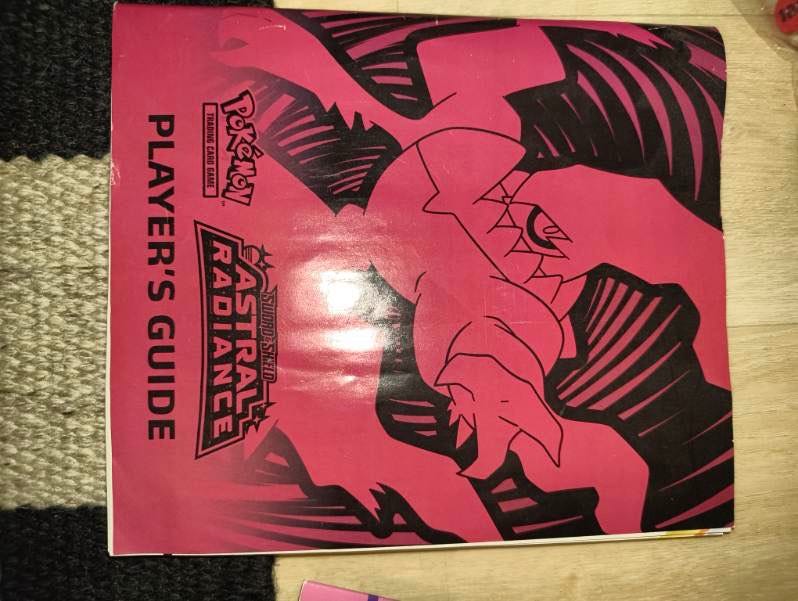 Pokémon
TRADING CARD GAME
SWORD & SHIELD
ASTRAL
RADIANCE
PLAYER'S GUIDE